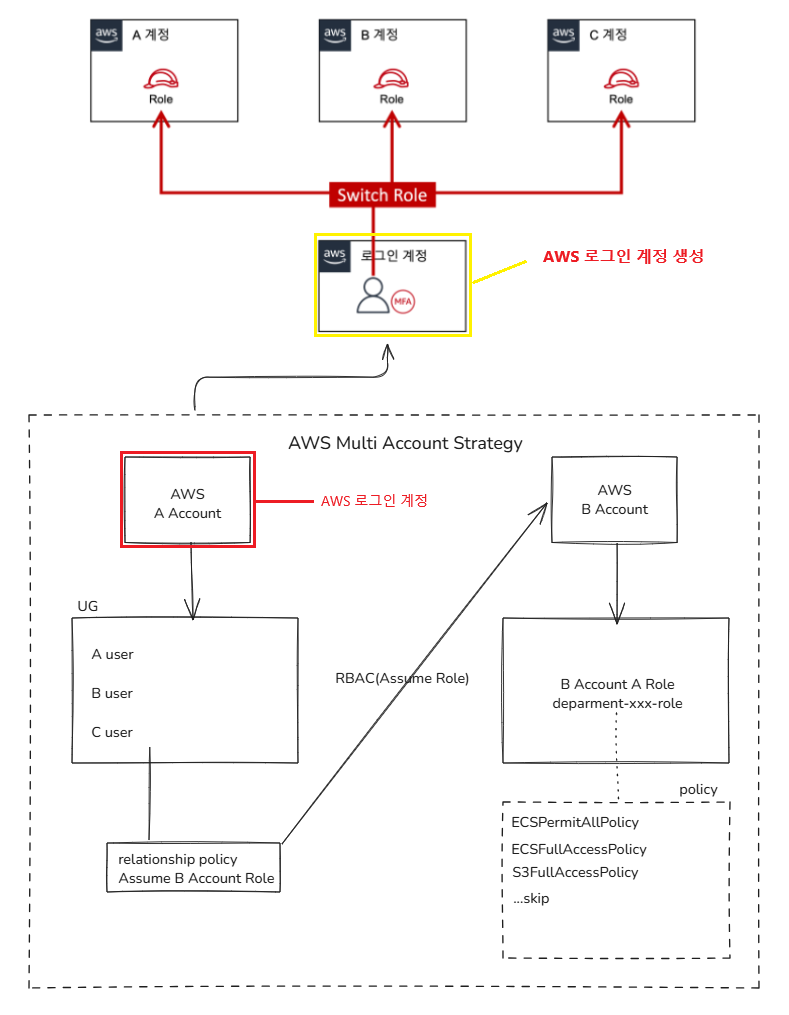 aws
A 계정
Role
aws
B 계정
Role
aws
C 계정
Role
Switch Role
aws
로그인 계정
MFA
AWS 로그인 계정 생성
AWS Multi Account Strategy
AWS
A Account
AWS 로그인 계정
AWS
B Account
UG
A user
B user
C user
RBAC(Assume Role)
B Account A Role
deparment-xxx-role
policy
relationship policy
Assume B Account Role
ECSPermitAllPolicy
ECSFullAccessPolicy
S3FullAccessPolicy
...skip